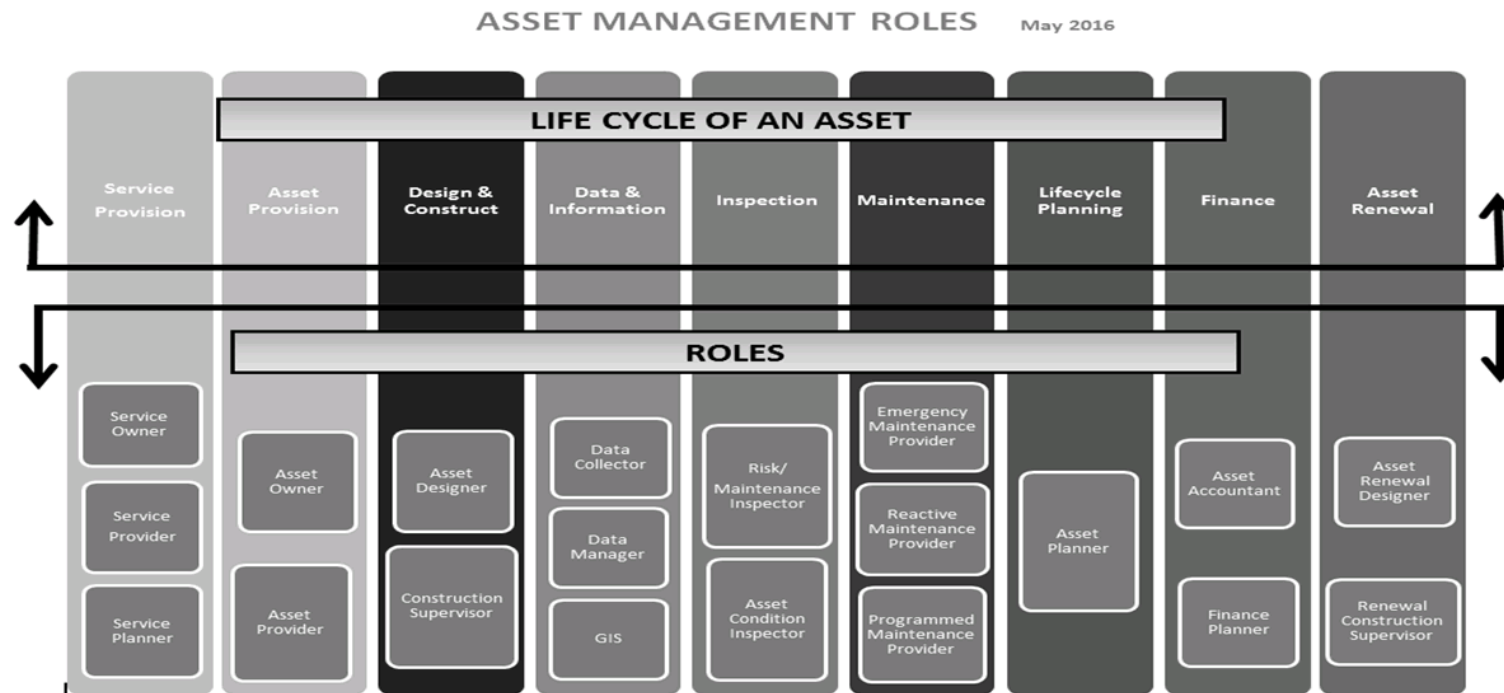 ASSET MANAGEMENT ROLES May 2016
LIFE CYCLE OF AN ASSET
Service
Provision
Asset
Provision
Design &
Construct
Data &
Information
Inspection
Maintenance
Lifecycle
Planning
Finance
Asset
Renewal
ROLES
Service
Owner
Service
Provider
Service
Planner
Asset
Owner
Asset
Provider
Asset
Designer
Construction
Supervisor
Data
Collector
Data
Manager
GIS
Risk/
Maintenance
Inspector
Asset
Condition
Inspector
Emergency
Maintenance
Provider
Reactive
Maintenance
Provider
Programmed
Maintenance
Provider
Asset
Planner
Asset
Accountant
Finance
Planner
Asset
Renewal
Designer
Renewal
Construction
Supervisor